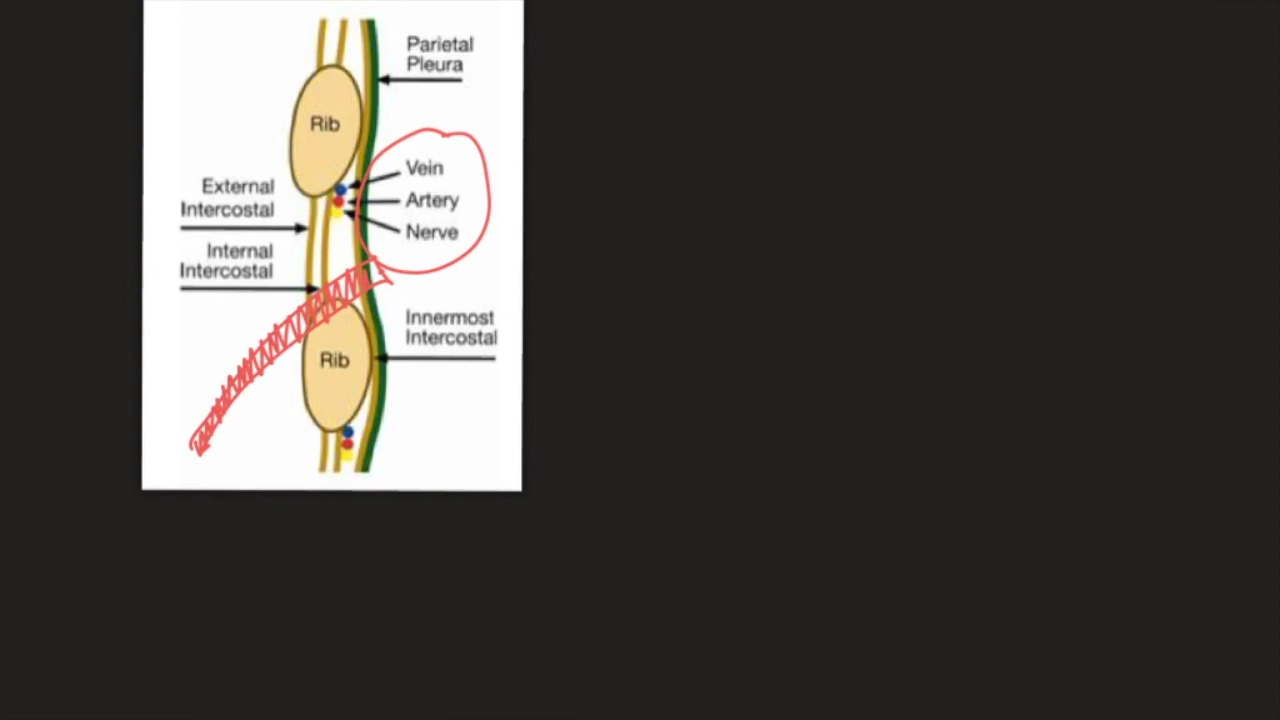 Parietal
Pleura
Rib
Vein
External
Intercostal
Artery
Nerve
Internal
Intercostal
Innermost
Intercostal
Rib